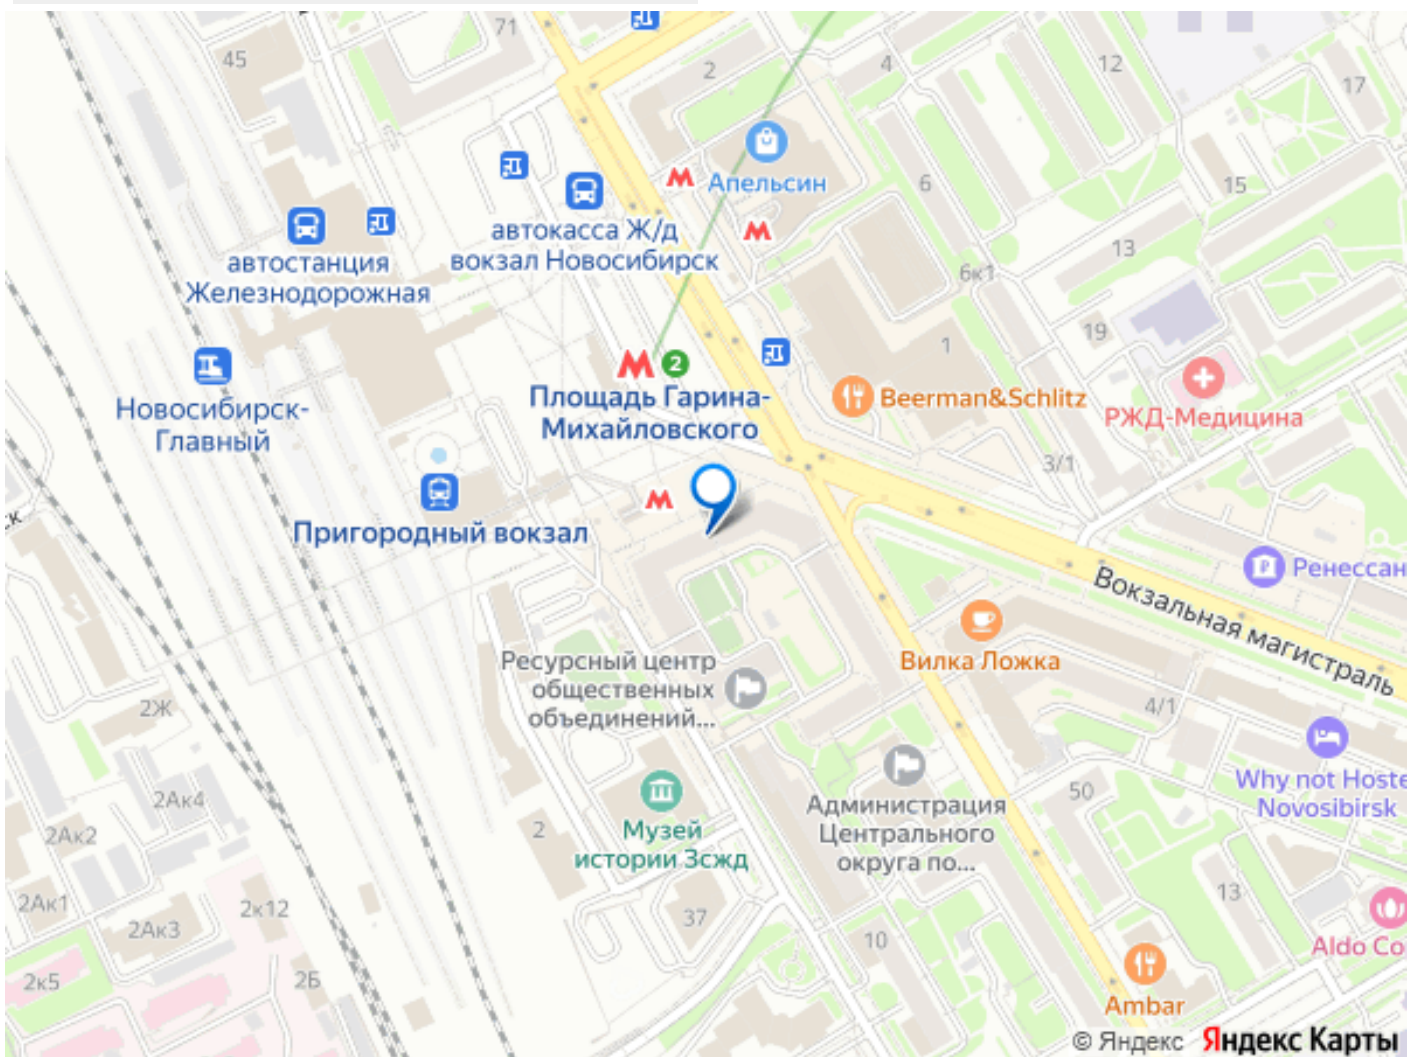 71
45
2
4
12
17
Апельсин
6
15
автокасса Ж/д
вокзал Новосибирск
автостанция
Железнодорожная
13
6к1
19
1
2
Площадь Гарина-
Михайловского
Beerman&Schlitz
РЖД-Медицина
Новосибирск-
Главный
3/1
Пригородный вокзал
Ренессан
Вокзальная магистраль
Вилка Ложка
Ресурсный центр
общественных
объединений...
4/1
2Ж
Why not Hoste
Novosibirsk
Администрация
Центрального
округа по...
50
2Ак4
2Ак2
2
Музей
истории Зсжд
13
2Ак1
2к12
2Ак3
37
10
Aldo Co
2к5
2Б
Ambar
© Яндекс Яндекс Карты